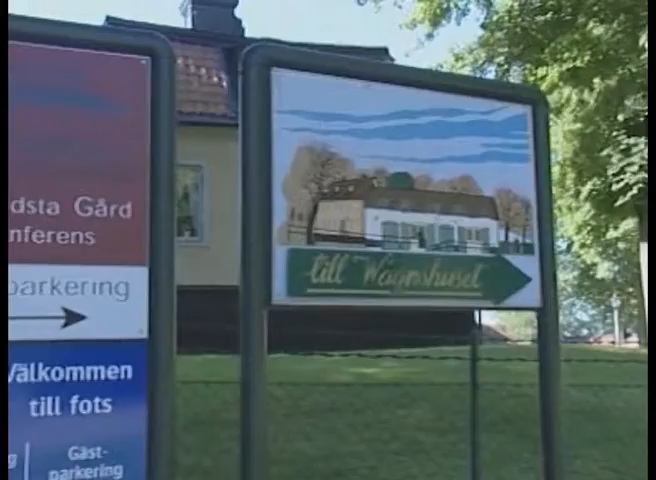 dsta Gård
nferens
parkering
Välkommen
till fots
Gäst-
parkering
till Wagnshuset